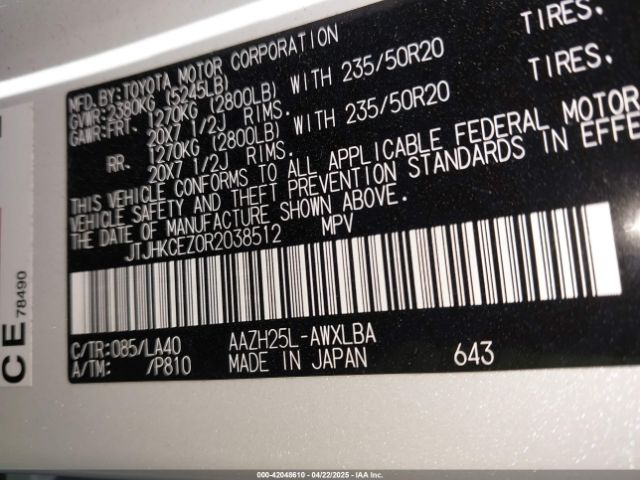 MFD.BY:TOYOTA MOTOR CORPORATION
GVWR: 2380KG (5245LB)
GAWR:FRT. 1270KG (2800LB) WITH 235/50R20 TIRES.
20X7 1/2J RIMS.
RR. 1270KG (2800LB) WITH 235/50R20 TIRES.
20X7 1/2J RIMS.
THIS VEHICLE CONFORMS TO ALL APPLICABLE FEDERAL MOTOR
VEHICLE SAFETY AND THEFT PREVENTION STANDARDS IN EFFE
THE DATE OF MANUFACTURE SHOWN ABOVE.
JTJHKCEZ0R2038512 MPV
C/TR:085/LA40 AAZH25L-AWXLBA
A/TM: /P810 MADE IN JAPAN 643
CE
78490
000-42048610 - 04/22/2025 - IAAI.COM